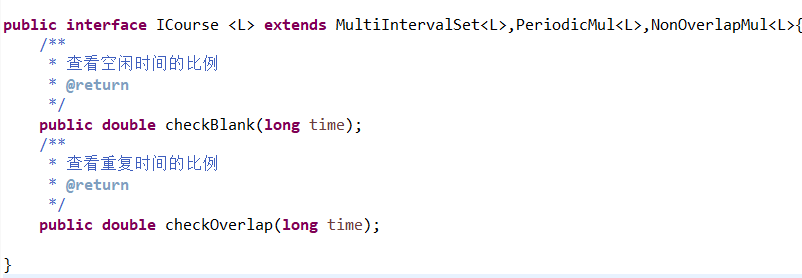 public interface ICourse <L> extends MultiIntervalSet<L>,PeriodicMul<L>,NonOverlapMul<L>{
/**
* 查看空闲时间的比例
* @return
*/
public double checkBlank(long time);
/**
* 查看重复时间的比例
* @return
*/
public double checkOverlap(long time);
}